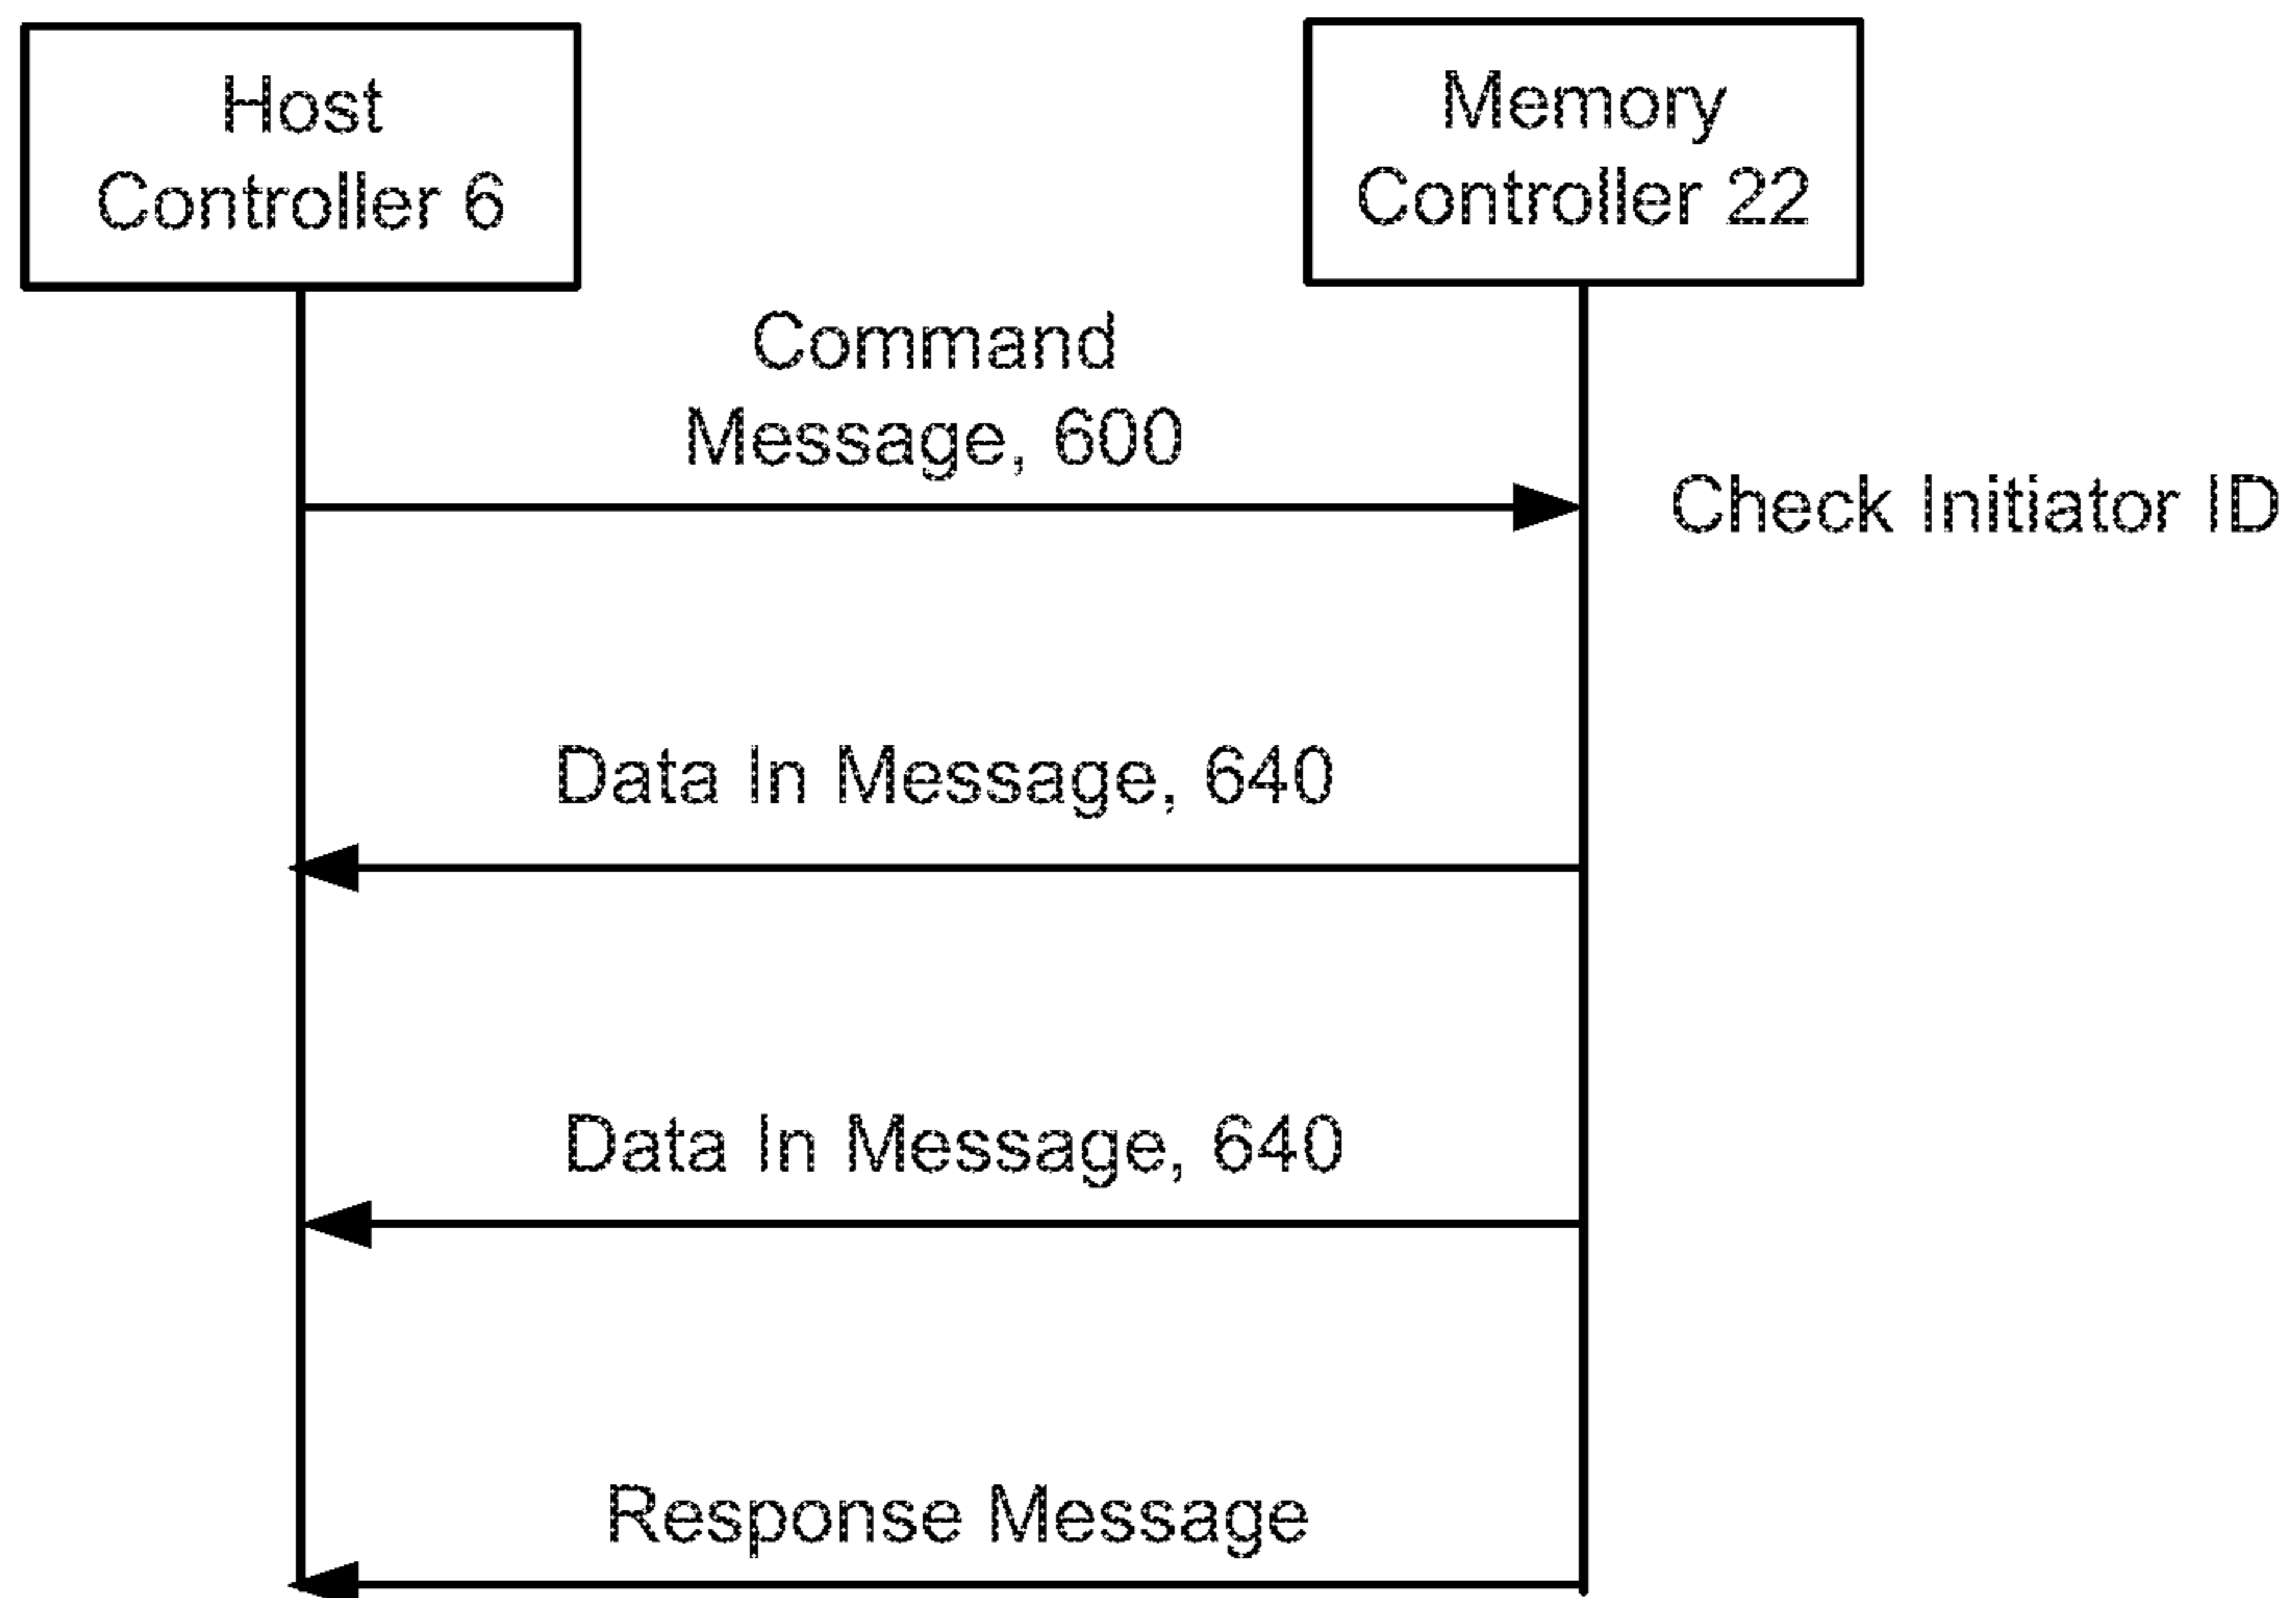 Host
Controller 6
Memory
Controller 22
Command
Message, 600
Check Initiator ID
Data In Message, 640
Data In Message, 640
Response Message